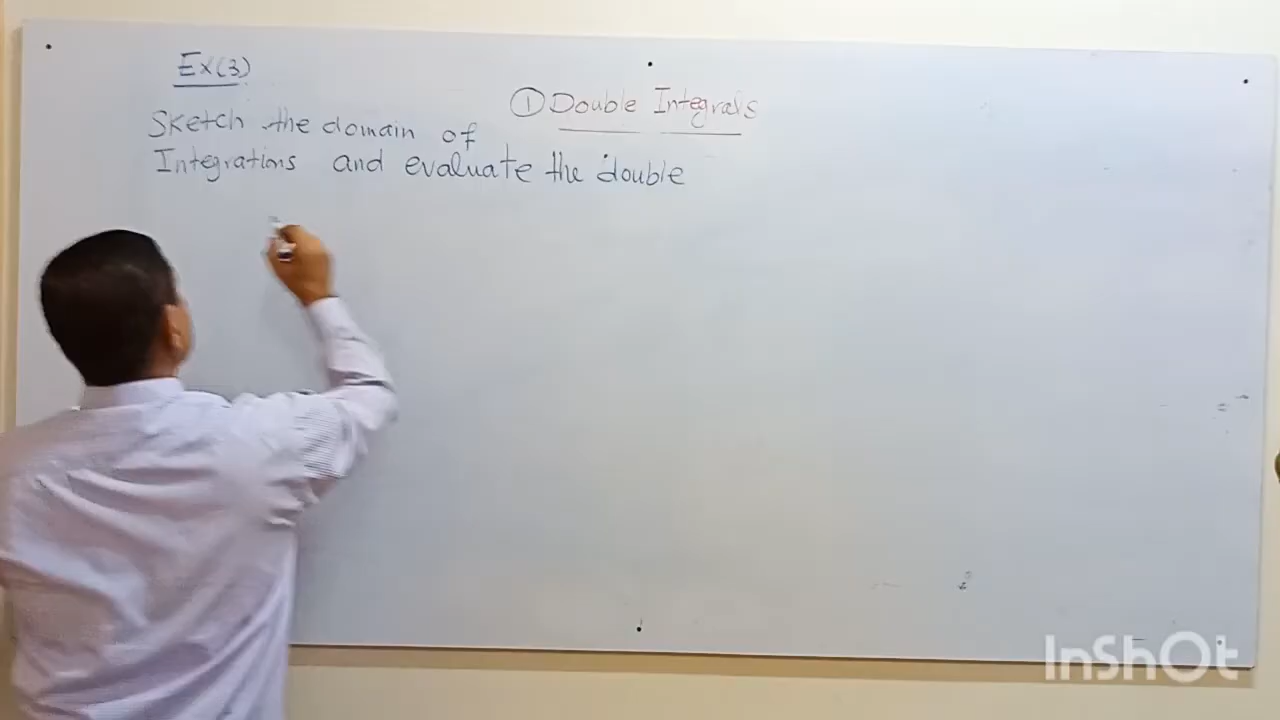 Ex(3)
① Double Integrals
Sketch the domain of
Integrations and evaluate the double
InShOt